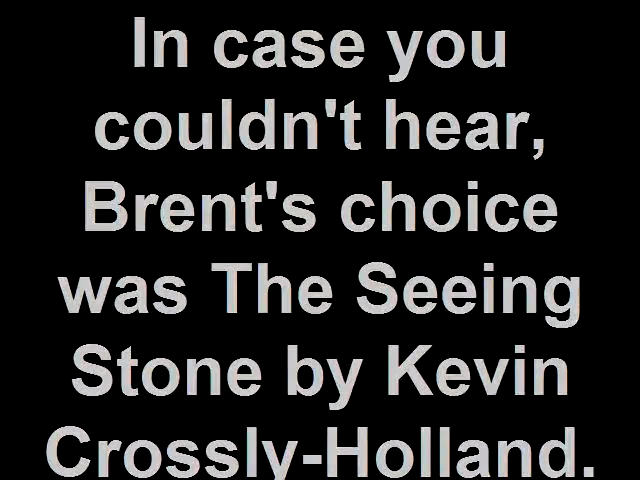 In case you
couldn't hear,
Brent's choice
was The Seeing
Stone by Kevin
Crossly-Holland.